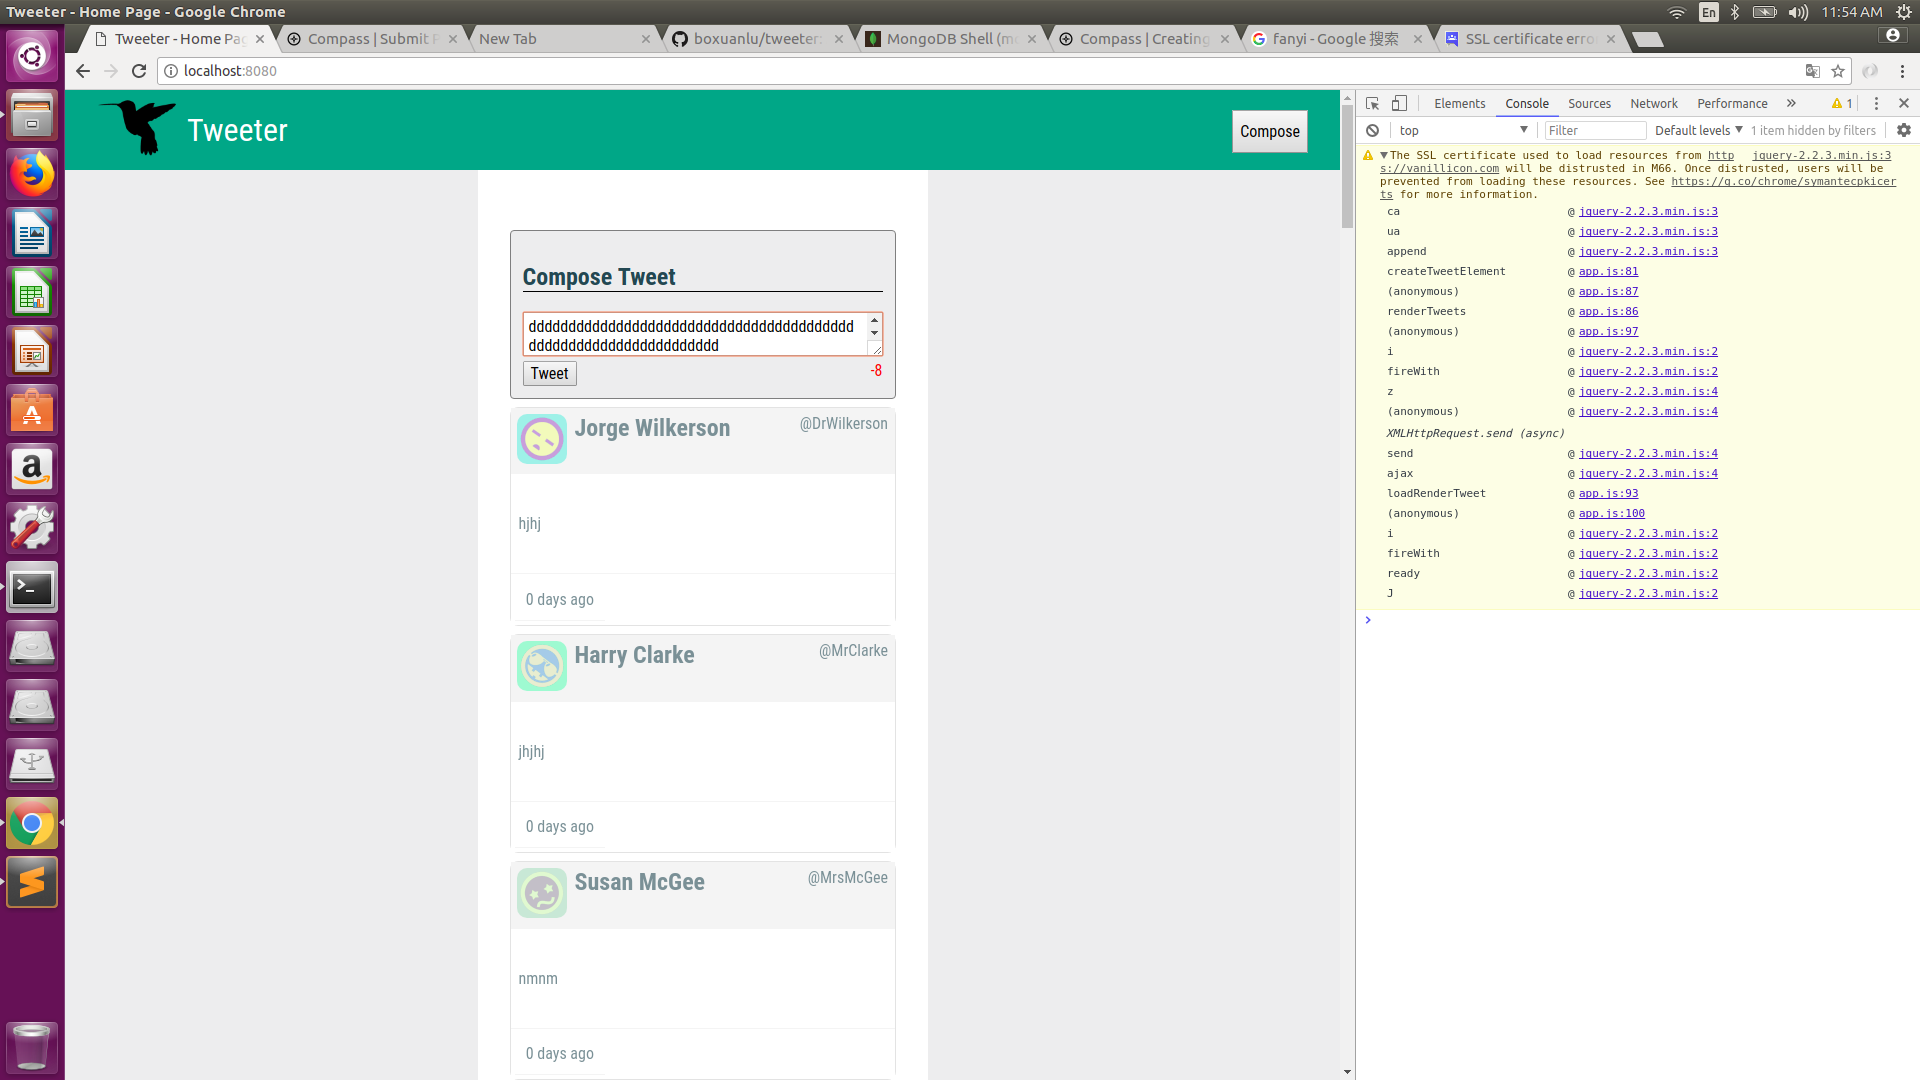 Tweeter - Home Page - Google Chrome
En
11:54 AM
Tweeter - Home Pag
Compass | Submit P
New Tab
boxuanlu/tweeter:
MongoDB Shell (mo
Compass | Creating
fanyi - Google 搜索
SSL certificate erro
localhost:8080
Tweeter
Compose
Compose Tweet
ddddddddddddddddddddddddddddddddddddddddd
dddddddddddddddddddddddd
Tweet
-8
Jorge Wilkerson
@DrWilkerson
hjhj
0 days ago
Harry Clarke
@MrClarke
jhjhj
0 days ago
Susan McGee
@MrsMcGee
nmnm
0 days ago
Elements Console Sources Network Performance » 1
top Filter Default levels 1 item hidden by filters
The SSL certificate used to load resources from http jquery-2.2.3.min.js:3
s://vanillicon.com will be distrusted in M66. Once distrusted, users will be
prevented from loading these resources. See https://g.co/chrome/symantecpkicer
ts for more information.
ca @ jquery-2.2.3.min.js:3
ua @ jquery-2.2.3.min.js:3
append @ jquery-2.2.3.min.js:3
createTweetElement @ app.js:81
(anonymous) @ app.js:87
renderTweets @ app.js:86
(anonymous) @ app.js:97
i @ jquery-2.2.3.min.js:2
fireWith @ jquery-2.2.3.min.js:2
z @ jquery-2.2.3.min.js:4
(anonymous) @ jquery-2.2.3.min.js:4
XMLHttpRequest.send (async)
send @ jquery-2.2.3.min.js:4
ajax @ jquery-2.2.3.min.js:4
loadRenderTweet @ app.js:93
(anonymous) @ app.js:100
i @ jquery-2.2.3.min.js:2
fireWith @ jquery-2.2.3.min.js:2
ready @ jquery-2.2.3.min.js:2
J @ jquery-2.2.3.min.js:2